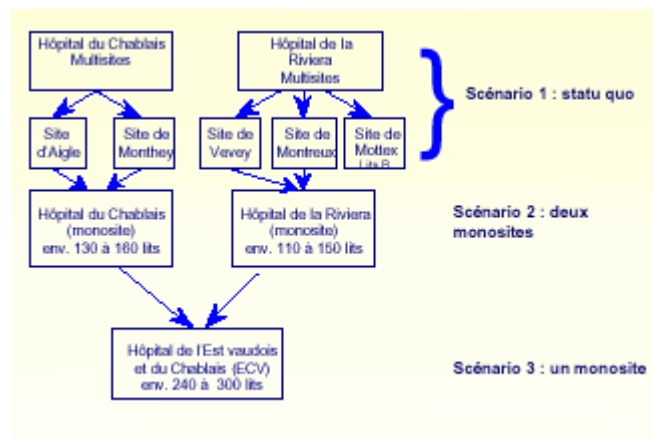 Hôpital du Chablais
Multisites
Hôpital de la
Riviera
Multisites
Scénario 1 : statu quo
Site
d'Aigle
Site de
Monthey
Site de
Vevey
Site de
Montreux
Site de
Mottex
Lits B
Hôpital du Chablais
(monosite)
env. 130 à 160 lits
Hôpital de la Riviera
(monosite)
env. 110 à 150 lits
Scénario 2 : deux
monosites
Hôpital de l'Est vaudois
et du Chablais (ECV)
env. 240 à 300 lits
Scénario 3 : un monosite